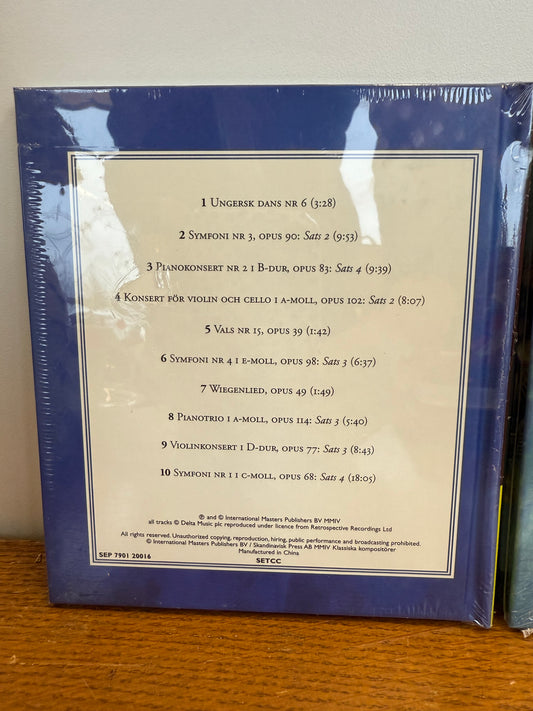 1 Ungersk dans nr 6 (3:28)
2 Symfoni nr 3, opus 90: Sats 2 (9:53)
3 Pianokonsert nr 2 i B-dur, opus 83: Sats 4 (9:39)
4 Konsert för violin och cello i a-moll, opus 102: Sats 2 (8:07)
5 Vals nr 15, opus 39 (1:42)
6 Symfoni nr 4 i e-moll, opus 98: Sats 3 (6:37)
7 Wiegenlied, opus 49 (1:49)
8 Pianotrio i a-moll, opus 114: Sats 3 (5:40)
9 Violinkonsert i D-dur, opus 77: Sats 3 (8:43)
10 Symfoni nr 1 i c-moll, opus 68: Sats 4 (18:05)
℗ and © International Masters Publishers BV MMIV
all tracks © Delta Music plc reproduced under licence from Retrospective Recordings Ltd
All rights reserved. Unauthorized copying, reproduction, hiring, public performance and broadcasting prohibited.
© International Masters Publishers BV / Skandinavisk Press AB MMIV Klassiska kompositörer
Manufactured in China
SEP 7901 20016
SETCC